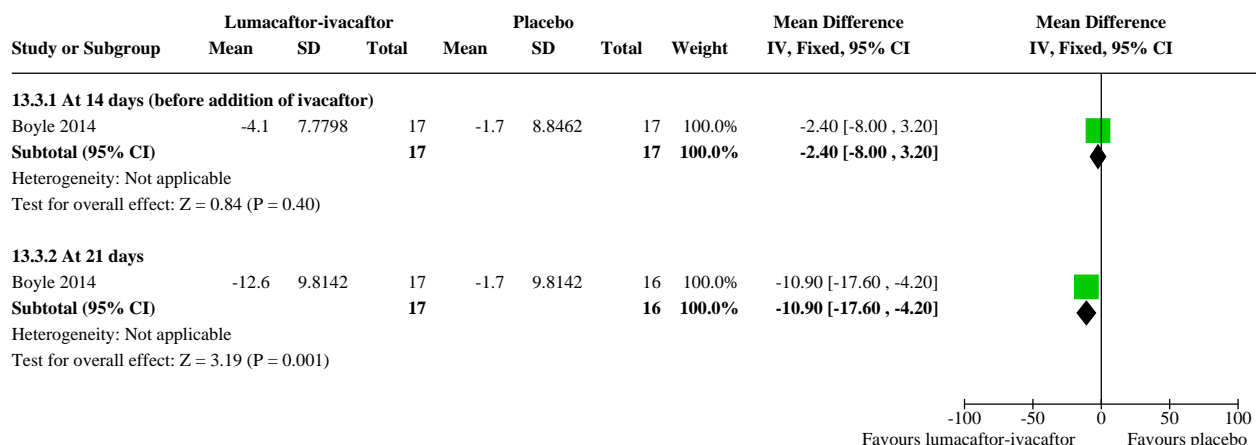 Lumacaftor-ivacaftor Placebo Mean Difference Mean Difference
Study or Subgroup Mean SD Total Mean SD Total Weight IV, Fixed, 95% CI IV, Fixed, 95% CI
13.3.1 At 14 days (before addition of ivacaftor)
Boyle 2014 -4.1 7.7798 17 -1.7 8.8462 17 100.0% -2.40 [-8.00 , 3.20]
Subtotal (95% CI) 17 17 100.0% -2.40 [-8.00 , 3.20]
Heterogeneity: Not applicable
Test for overall effect: Z = 0.84 (P = 0.40)
13.3.2 At 21 days
Boyle 2014 -12.6 9.8142 17 -1.7 9.8142 16 100.0% -10.90 [-17.60 , -4.20]
Subtotal (95% CI) 17 16 100.0% -10.90 [-17.60 , -4.20]
Heterogeneity: Not applicable
Test for overall effect: Z = 3.19 (P = 0.001)
-100 -50 0 50 100
Favours lumacaftor-ivacaftor Favours placebo